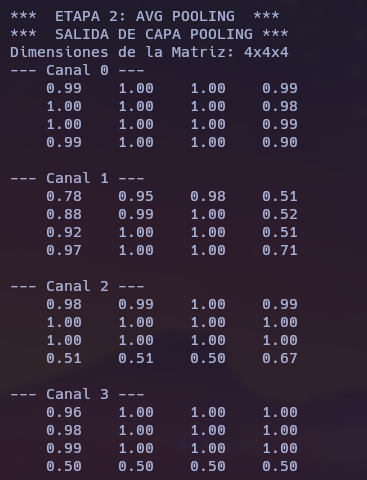 ***  ETAPA 2: AVG POOLING  ***
***  SALIDA DE CAPA POOLING ***
Dimensiones de la Matriz: 4x4x4
--- Canal 0 ---
0.99    1.00    1.00    0.99
1.00    1.00    1.00    0.98
1.00    1.00    1.00    0.99
0.99    1.00    1.00    0.90
--- Canal 1 ---
0.78    0.95    0.98    0.51
0.88    0.99    1.00    0.52
0.92    1.00    1.00    0.51
0.97    1.00    1.00    0.71
--- Canal 2 ---
0.98    0.99    1.00    0.99
1.00    1.00    1.00    1.00
1.00    1.00    1.00    1.00
0.51    0.51    0.50    0.67
--- Canal 3 ---
0.96    1.00    1.00    1.00
0.98    1.00    1.00    1.00
0.99    1.00    1.00    1.00
0.50    0.50    0.50    0.50